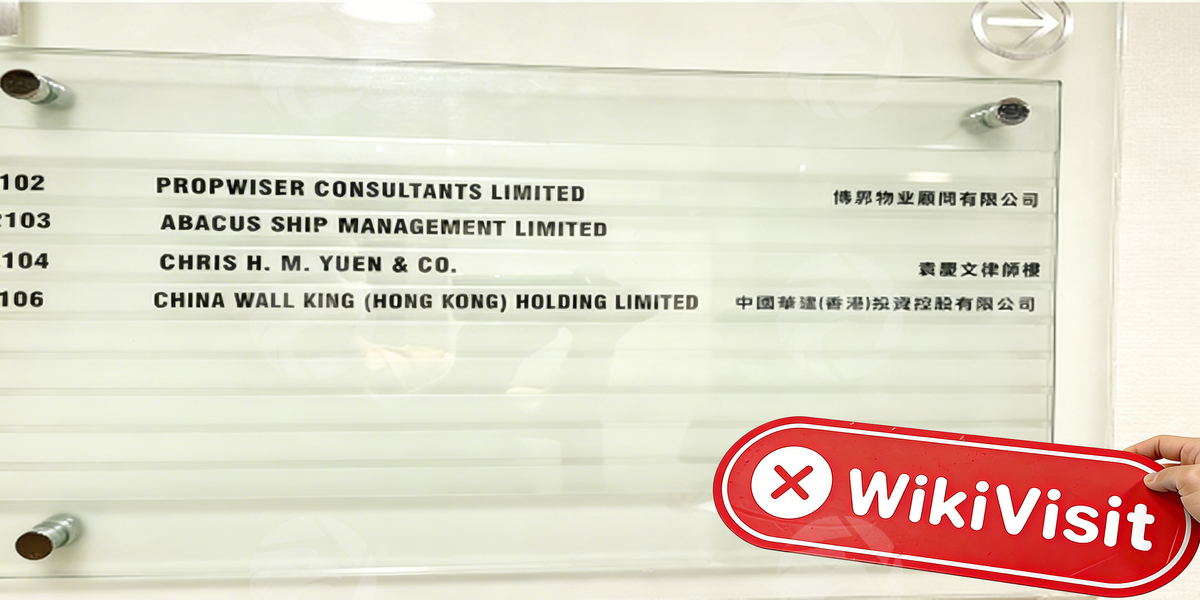 102 PROPWISER CONSULTANTS LIMITED 博郭物业顧問有限公司
2103 ABACUS SHIP MANAGEMENT LIMITED
104 CHRIS H. M. YUEN & CO. 袁慶文律師樓
106 CHINA WALL KING (HONG KONG) HOLDING LIMITED 中國華建(香港)投資控股有限公司
WikiVisit